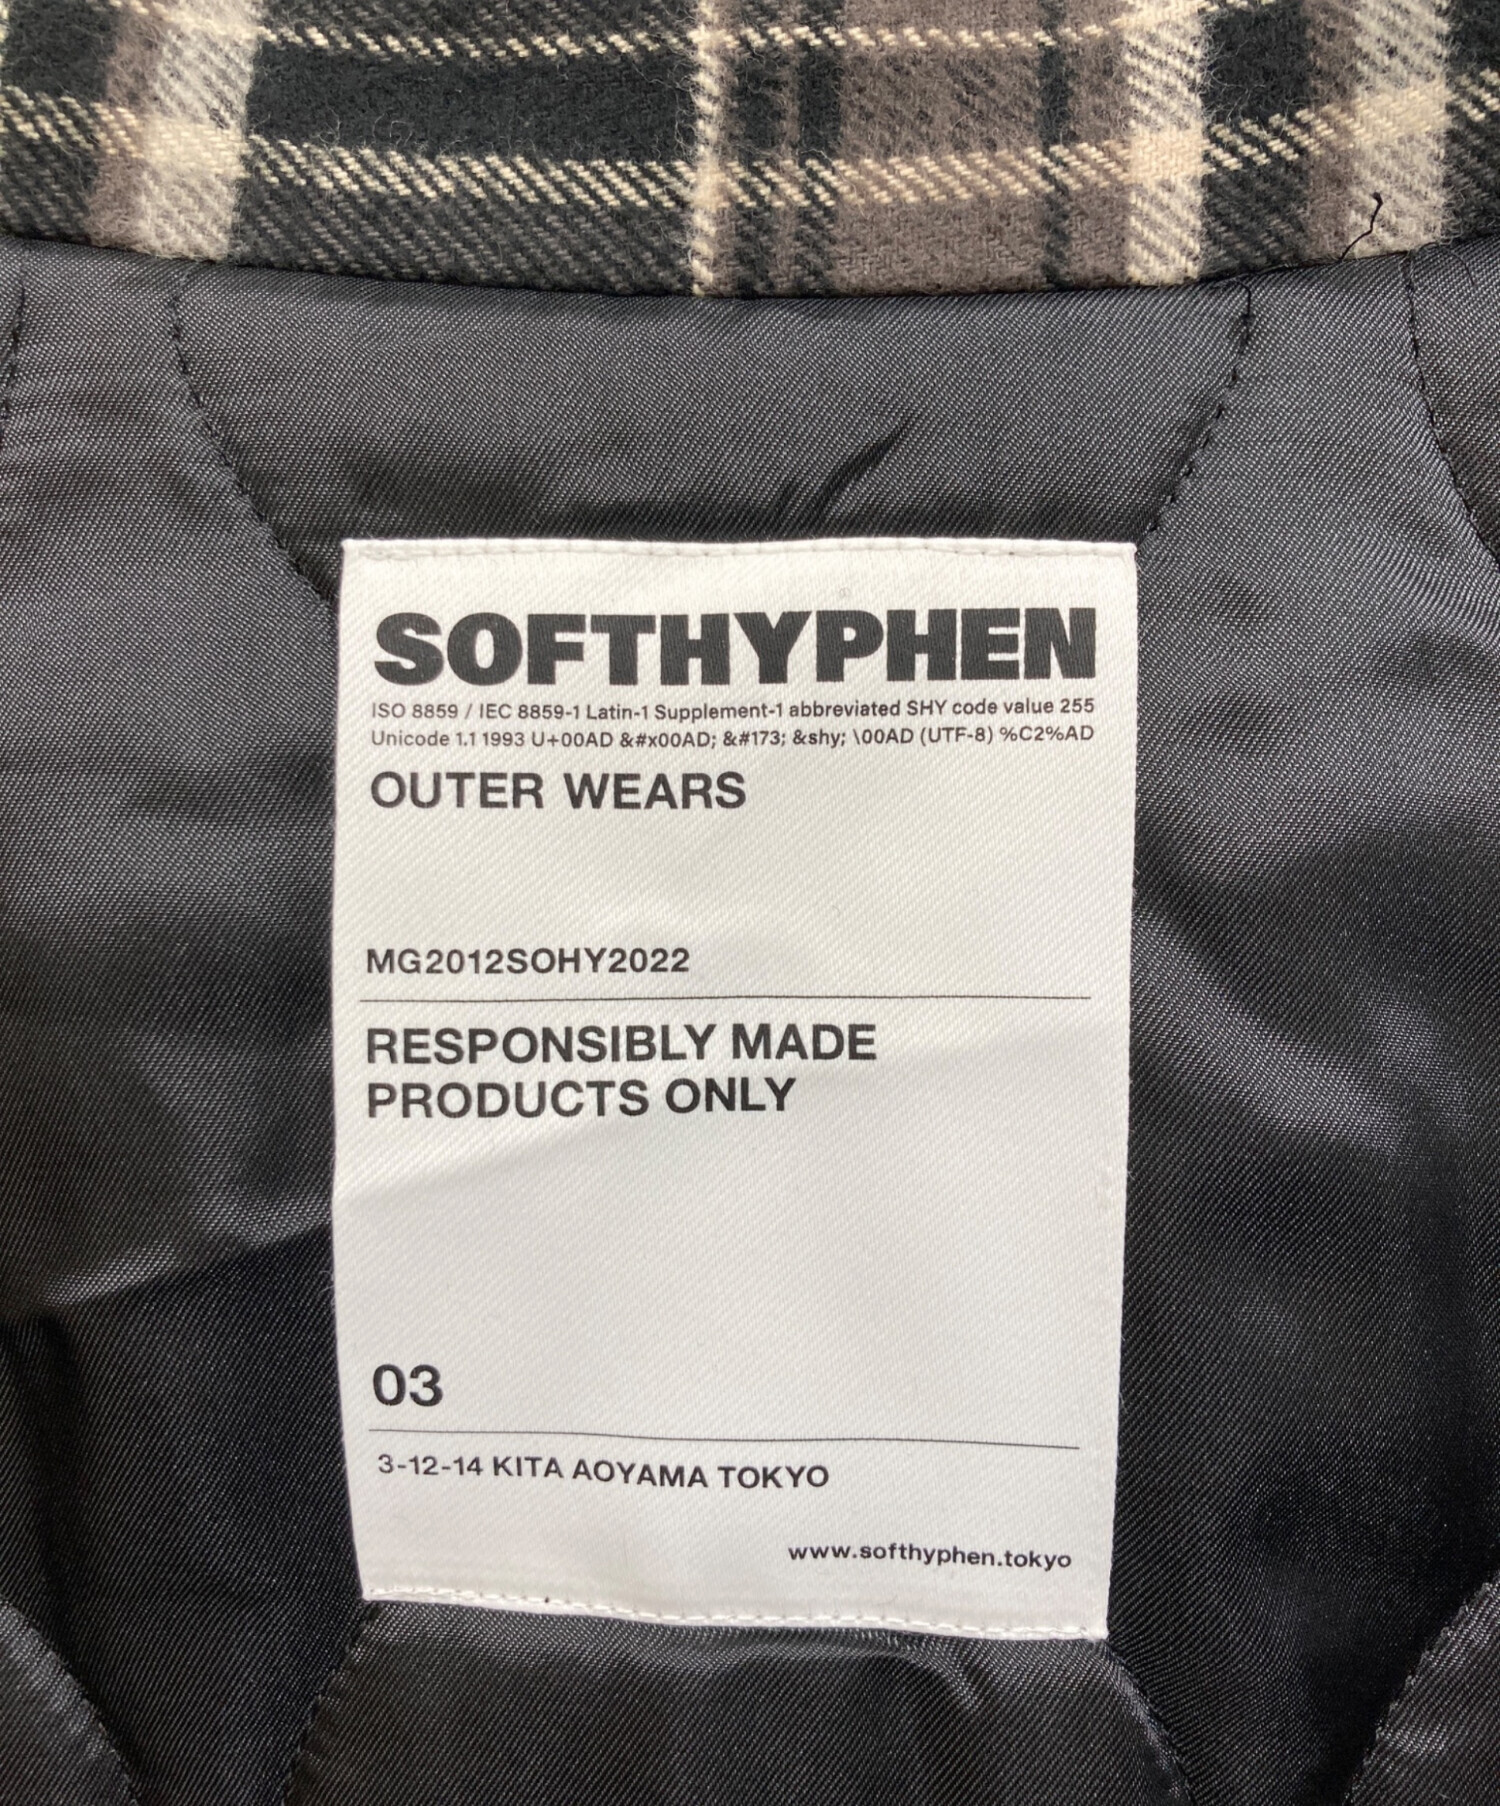 SOFTHYPHEN
ISO 8859 / IEC 8859-1 Latin-1 Supplement-1 abbreviated SHY code value 255
Unicode 1.1 1993 U+00AD &#x00AD; &#173; &shy; \00AD (UTF-8) %C2%AD
OUTER WEARS
MG2012SOHY2022
RESPONSIBLY MADE
PRODUCTS ONLY
03
3-12-14 KITA AOYAMA TOKYO
www.softhyphen.tokyo